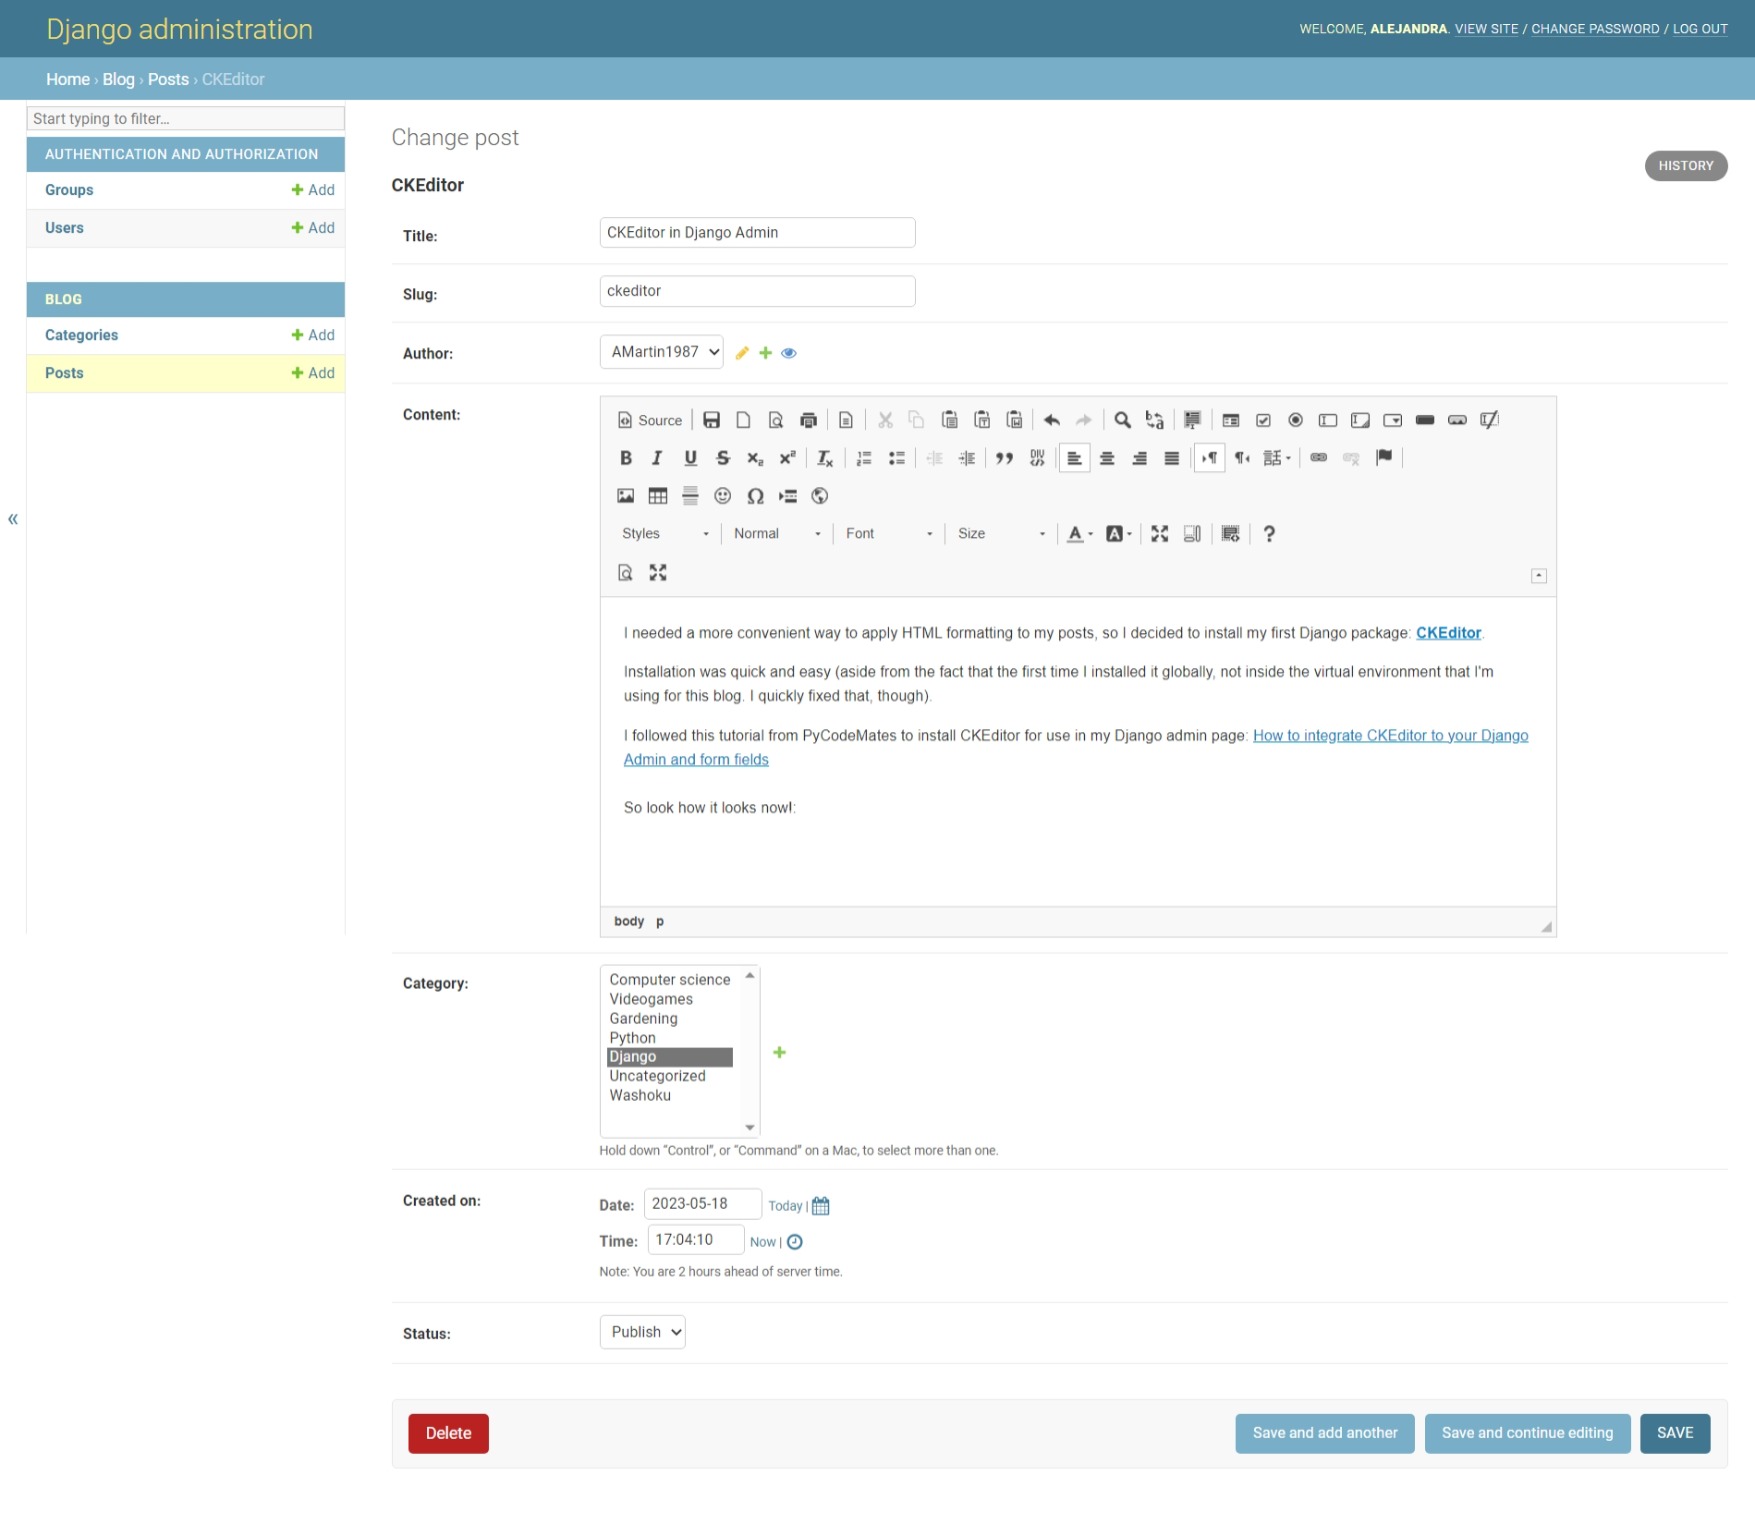 Django administration
WELCOME, ALEJANDRA. VIEW SITE / CHANGE PASSWORD / LOG OUT
Home › Blog › Posts › CKEditor
Start typing to filter...
AUTHENTICATION AND AUTHORIZATION
Groups
Add
Users
Add
BLOG
Categories
Add
Posts
Add
«
Change post
HISTORY
CKEditor
Title:
CKEditor in Django Admin
Slug:
ckeditor
Author:
AMartin1987
Content:
Source
Styles
Normal
Font
Size
I needed a more convenient way to apply HTML formatting to my posts, so I decided to install my first Django package: CKEditor.
Installation was quick and easy (aside from the fact that the first time I installed it globally, not inside the virtual environment that I'm
using for this blog. I quickly fixed that, though).
I followed this tutorial from PyCodeMates to install CKEditor for use in my Django admin page: How to integrate CKEditor to your Django
Admin and form fields
So look how it looks now!:
body p
Category:
Computer science
Videogames
Gardening
Python
Django
Uncategorized
Washoku
Hold down “Control”, or “Command” on a Mac, to select more than one.
Created on:
Date: 2023-05-18 Today |
Time: 17:04:10 Now |
Note: You are 2 hours ahead of server time.
Status:
Publish
Delete
Save and add another
Save and continue editing
SAVE